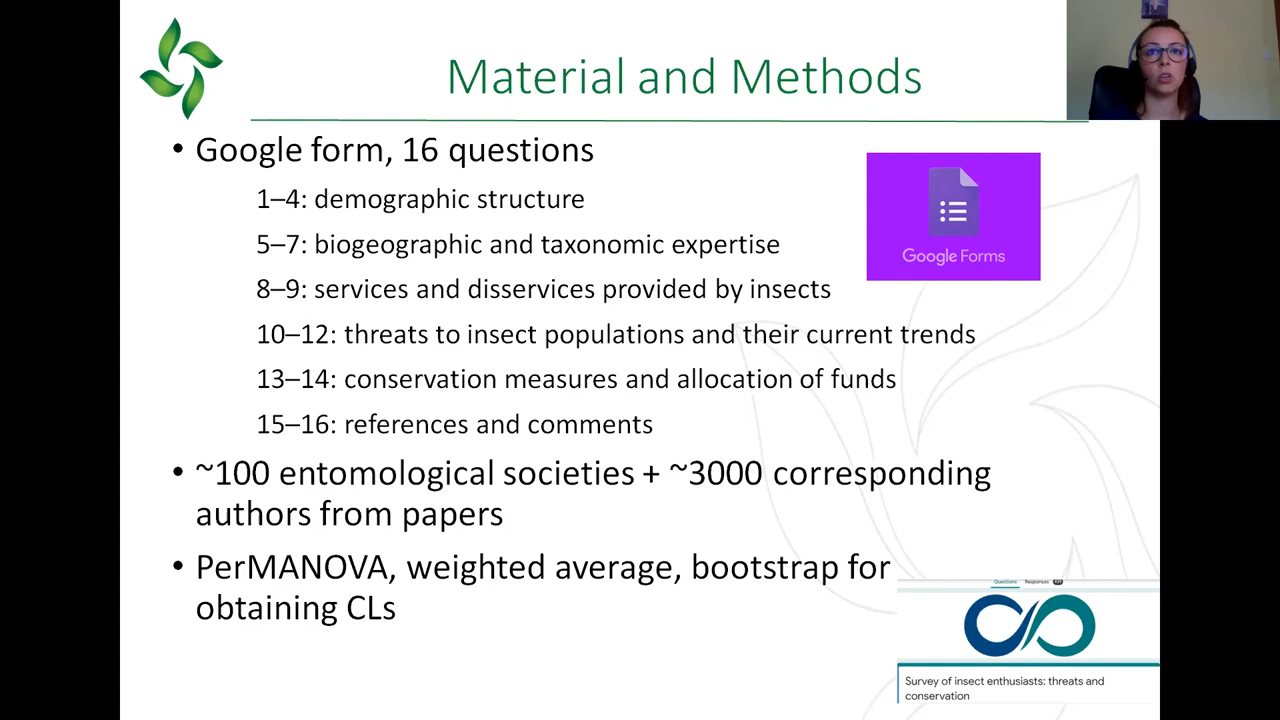 Material and Methods
• Google form, 16 questions
1–4: demographic structure
5–7: biogeographic and taxonomic expertise
8–9: services and disservices provided by insects
10–12: threats to insect populations and their current trends
13–14: conservation measures and allocation of funds
15–16: references and comments
Google Forms
• ~100 entomological societies + ~3000 corresponding
authors from papers
• PerMANOVA, weighted average, bootstrap for
obtaining CLs
Questions Responses
Survey of insect enthusiasts: threats and
conservation